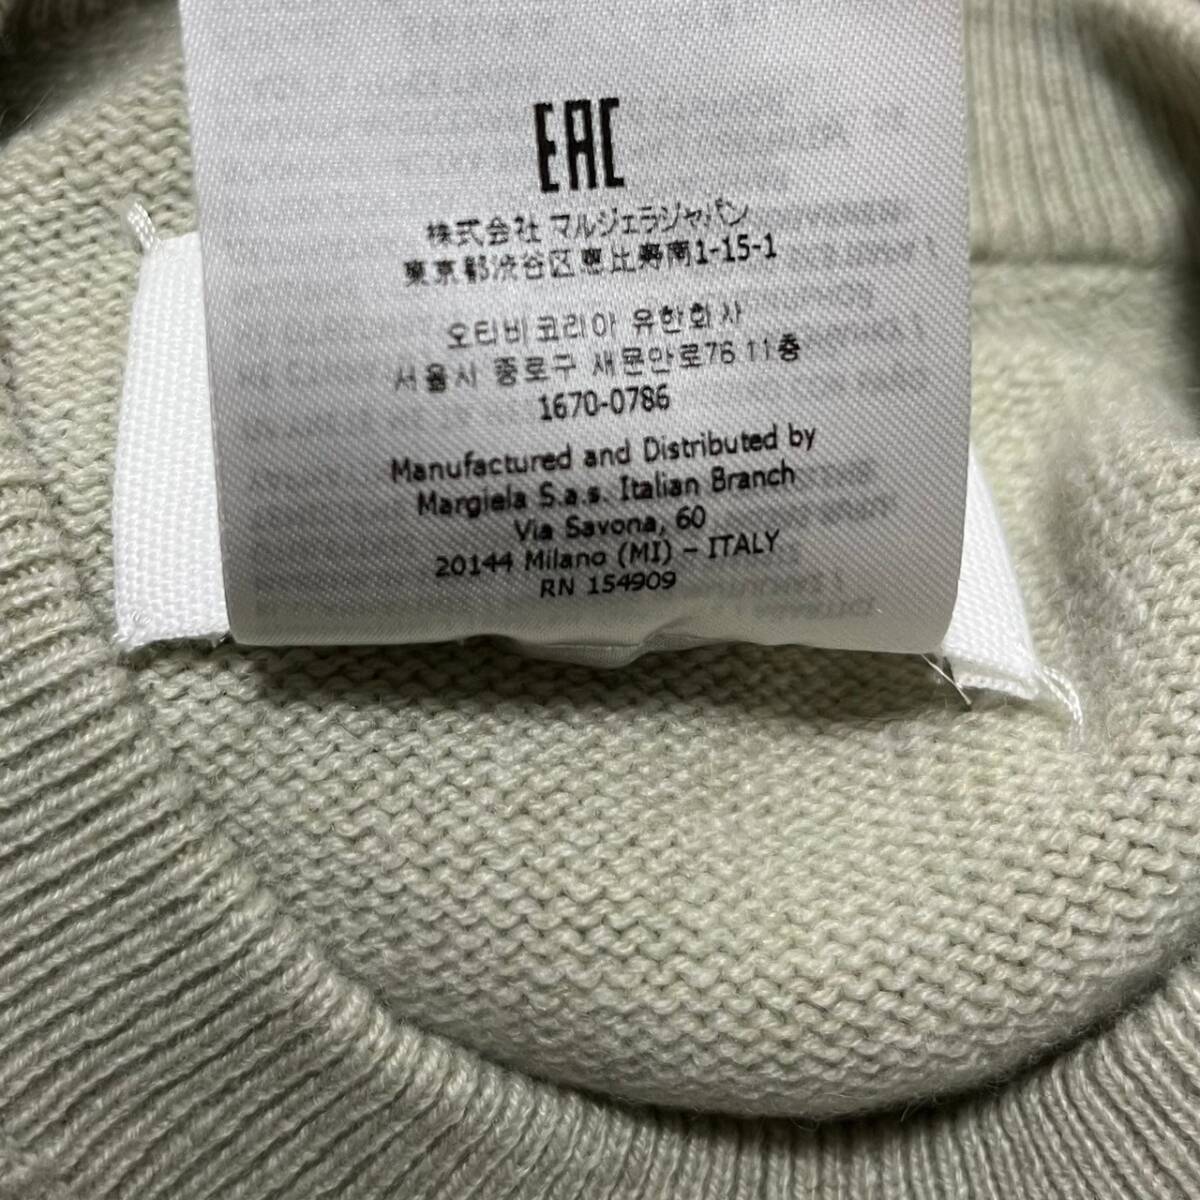 EAC
株式会社 マルジェラジャパン
東京都渋谷区恵比寿南1-15-1
오티비코리아 유한회사
서울시 종로구 새문안로76 11층
1670-0786
Manufactured and Distributed by
Margiela S.a.s. Italian Branch
Via Savona, 60
20144 Milano (MI) – ITALY
RN 154909